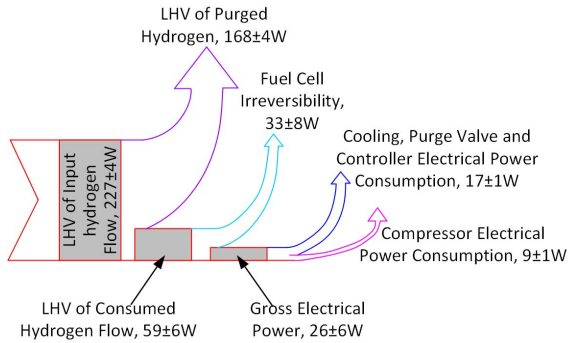 LHV of Purged
Hydrogen, 168±4W
Fuel Cell
Irreversibility,
33±8W
Cooling, Purge Valve and
Controller Electrical Power
Consumption, 17±1W
LHV of Input
hydrogen
Flow, 227±4W
Compressor Electrical
Power Consumption, 9±1W
LHV of Consumed
Hydrogen Flow, 59±6W
Gross Electrical
Power, 26±6W